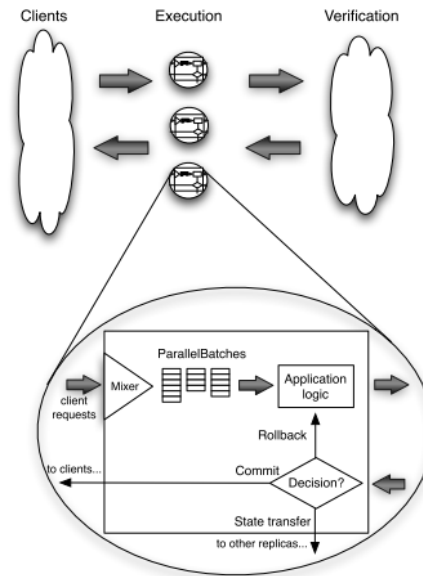 Clients
Execution
Verification
ParallelBatches
Mixer
Application
logic
client
requests
Rollback
to clients...
Commit
Decision?
State transfer
to other replicas...